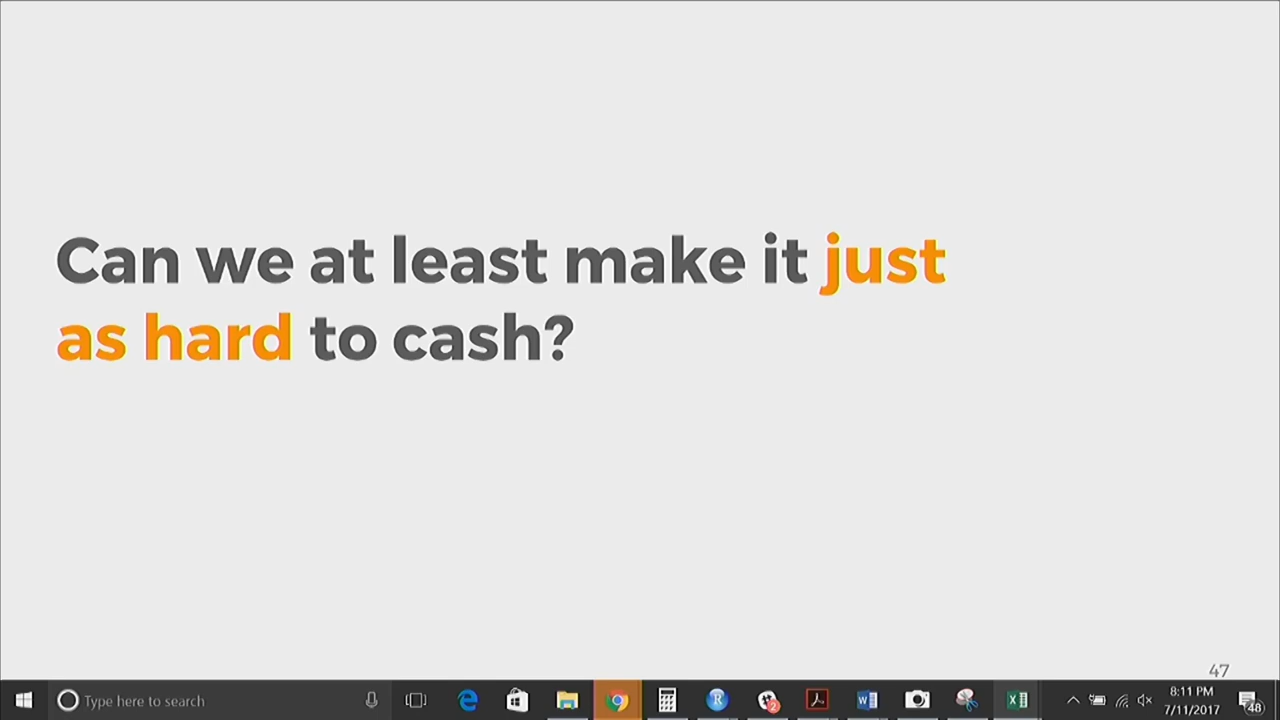 Can we at least make it just
as hard to cash?
47
Type here to search
2
8:11 PM
7/11/2017
48